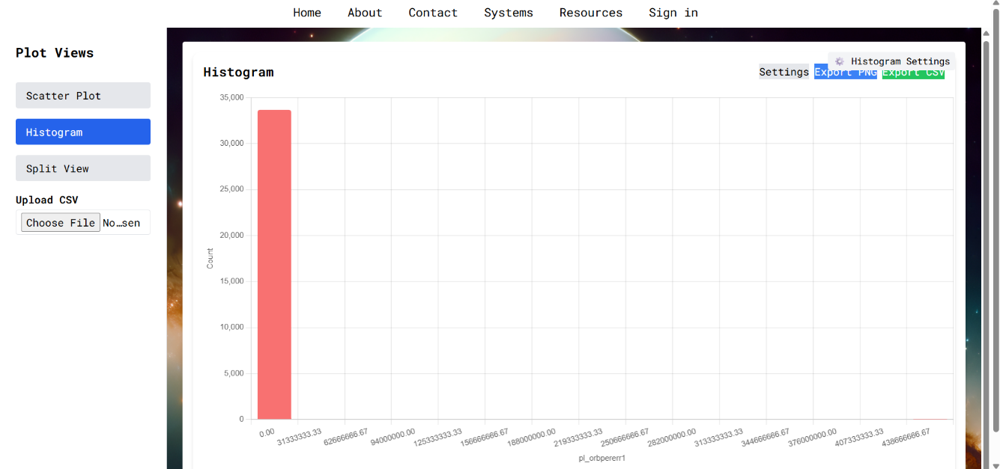 Home About Contact Systems Resources Sign in
Plot Views
Scatter Plot
Histogram
Split View
Upload CSV
Choose File No…sen
Histogram
Histogram Settings
Settings Export PNG Export CSV
35,000
30,000
25,000
20,000
15,000
10,000
5,000
0
Count
0.00 31333333.33 62666666.67 94000000.00 125333333.33 156666666.67 188000000.00 219333333.33 250666666.67 282000000.00 313333333.33 344666666.67 376000000.00 407333333.33 438666666.67
pl_orbpererr1